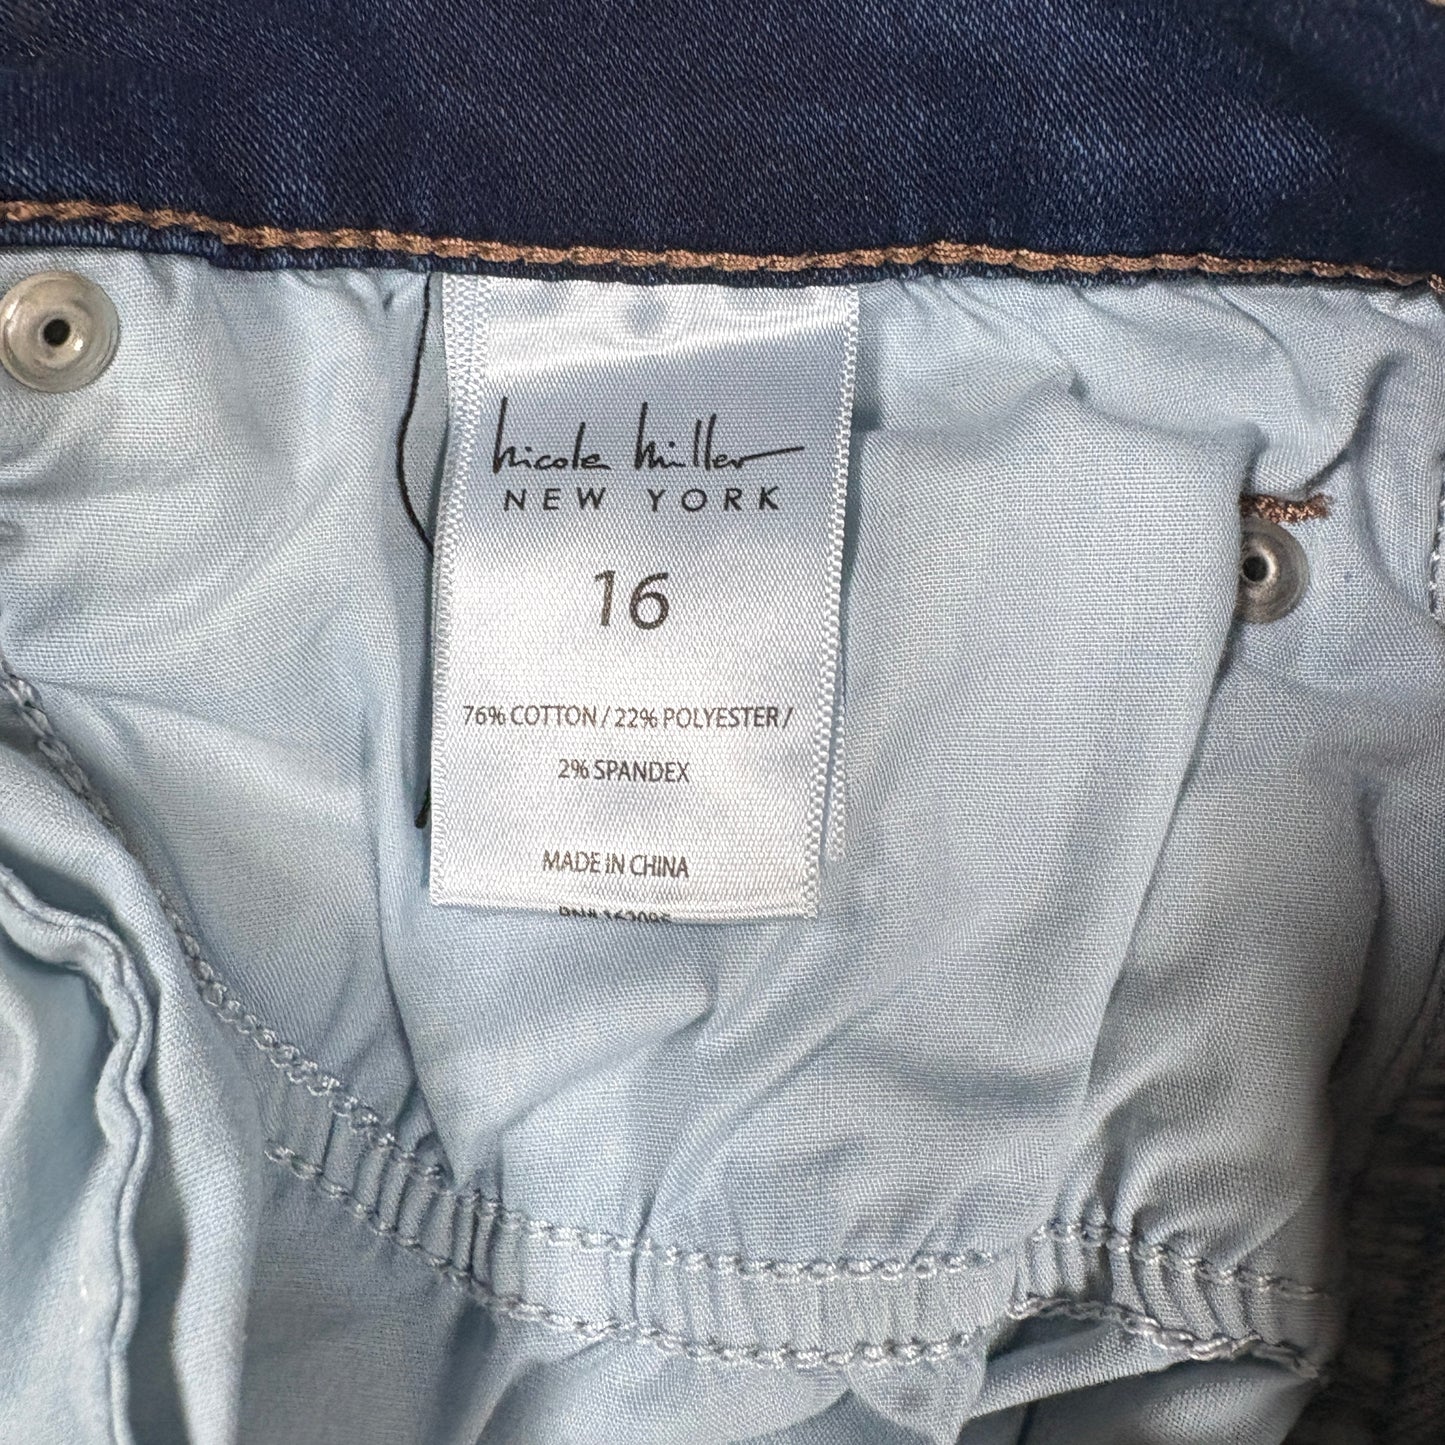 Nicole Miller
NEW YORK
16
76% COTTON / 22% POLYESTER /
2% SPANDEX
MADE IN CHINA